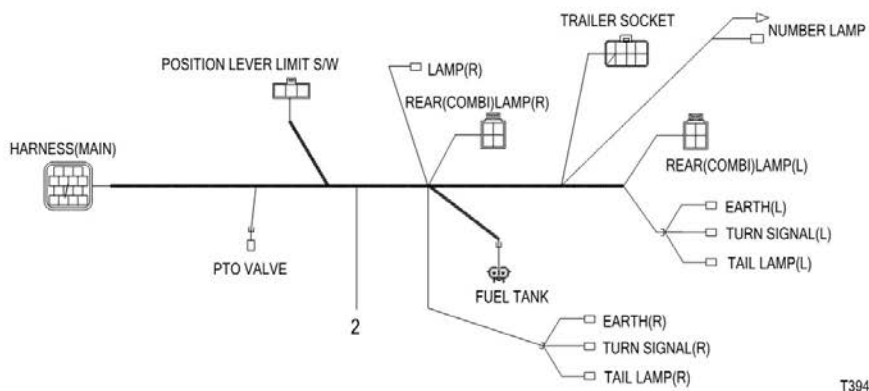 TRAILER SOCKET
NUMBER LAMP
POSITION LEVER LIMIT S/W
LAMP(R)
REAR(COMBI)LAMP(R)
HARNESS(MAIN)
REAR(COMBI)LAMP(L)
EARTH(L)
TURN SIGNAL(L)
TAIL LAMP(L)
PTO VALVE
FUEL TANK
2
EARTH(R)
TURN SIGNAL(R)
TAIL LAMP(R)
T394